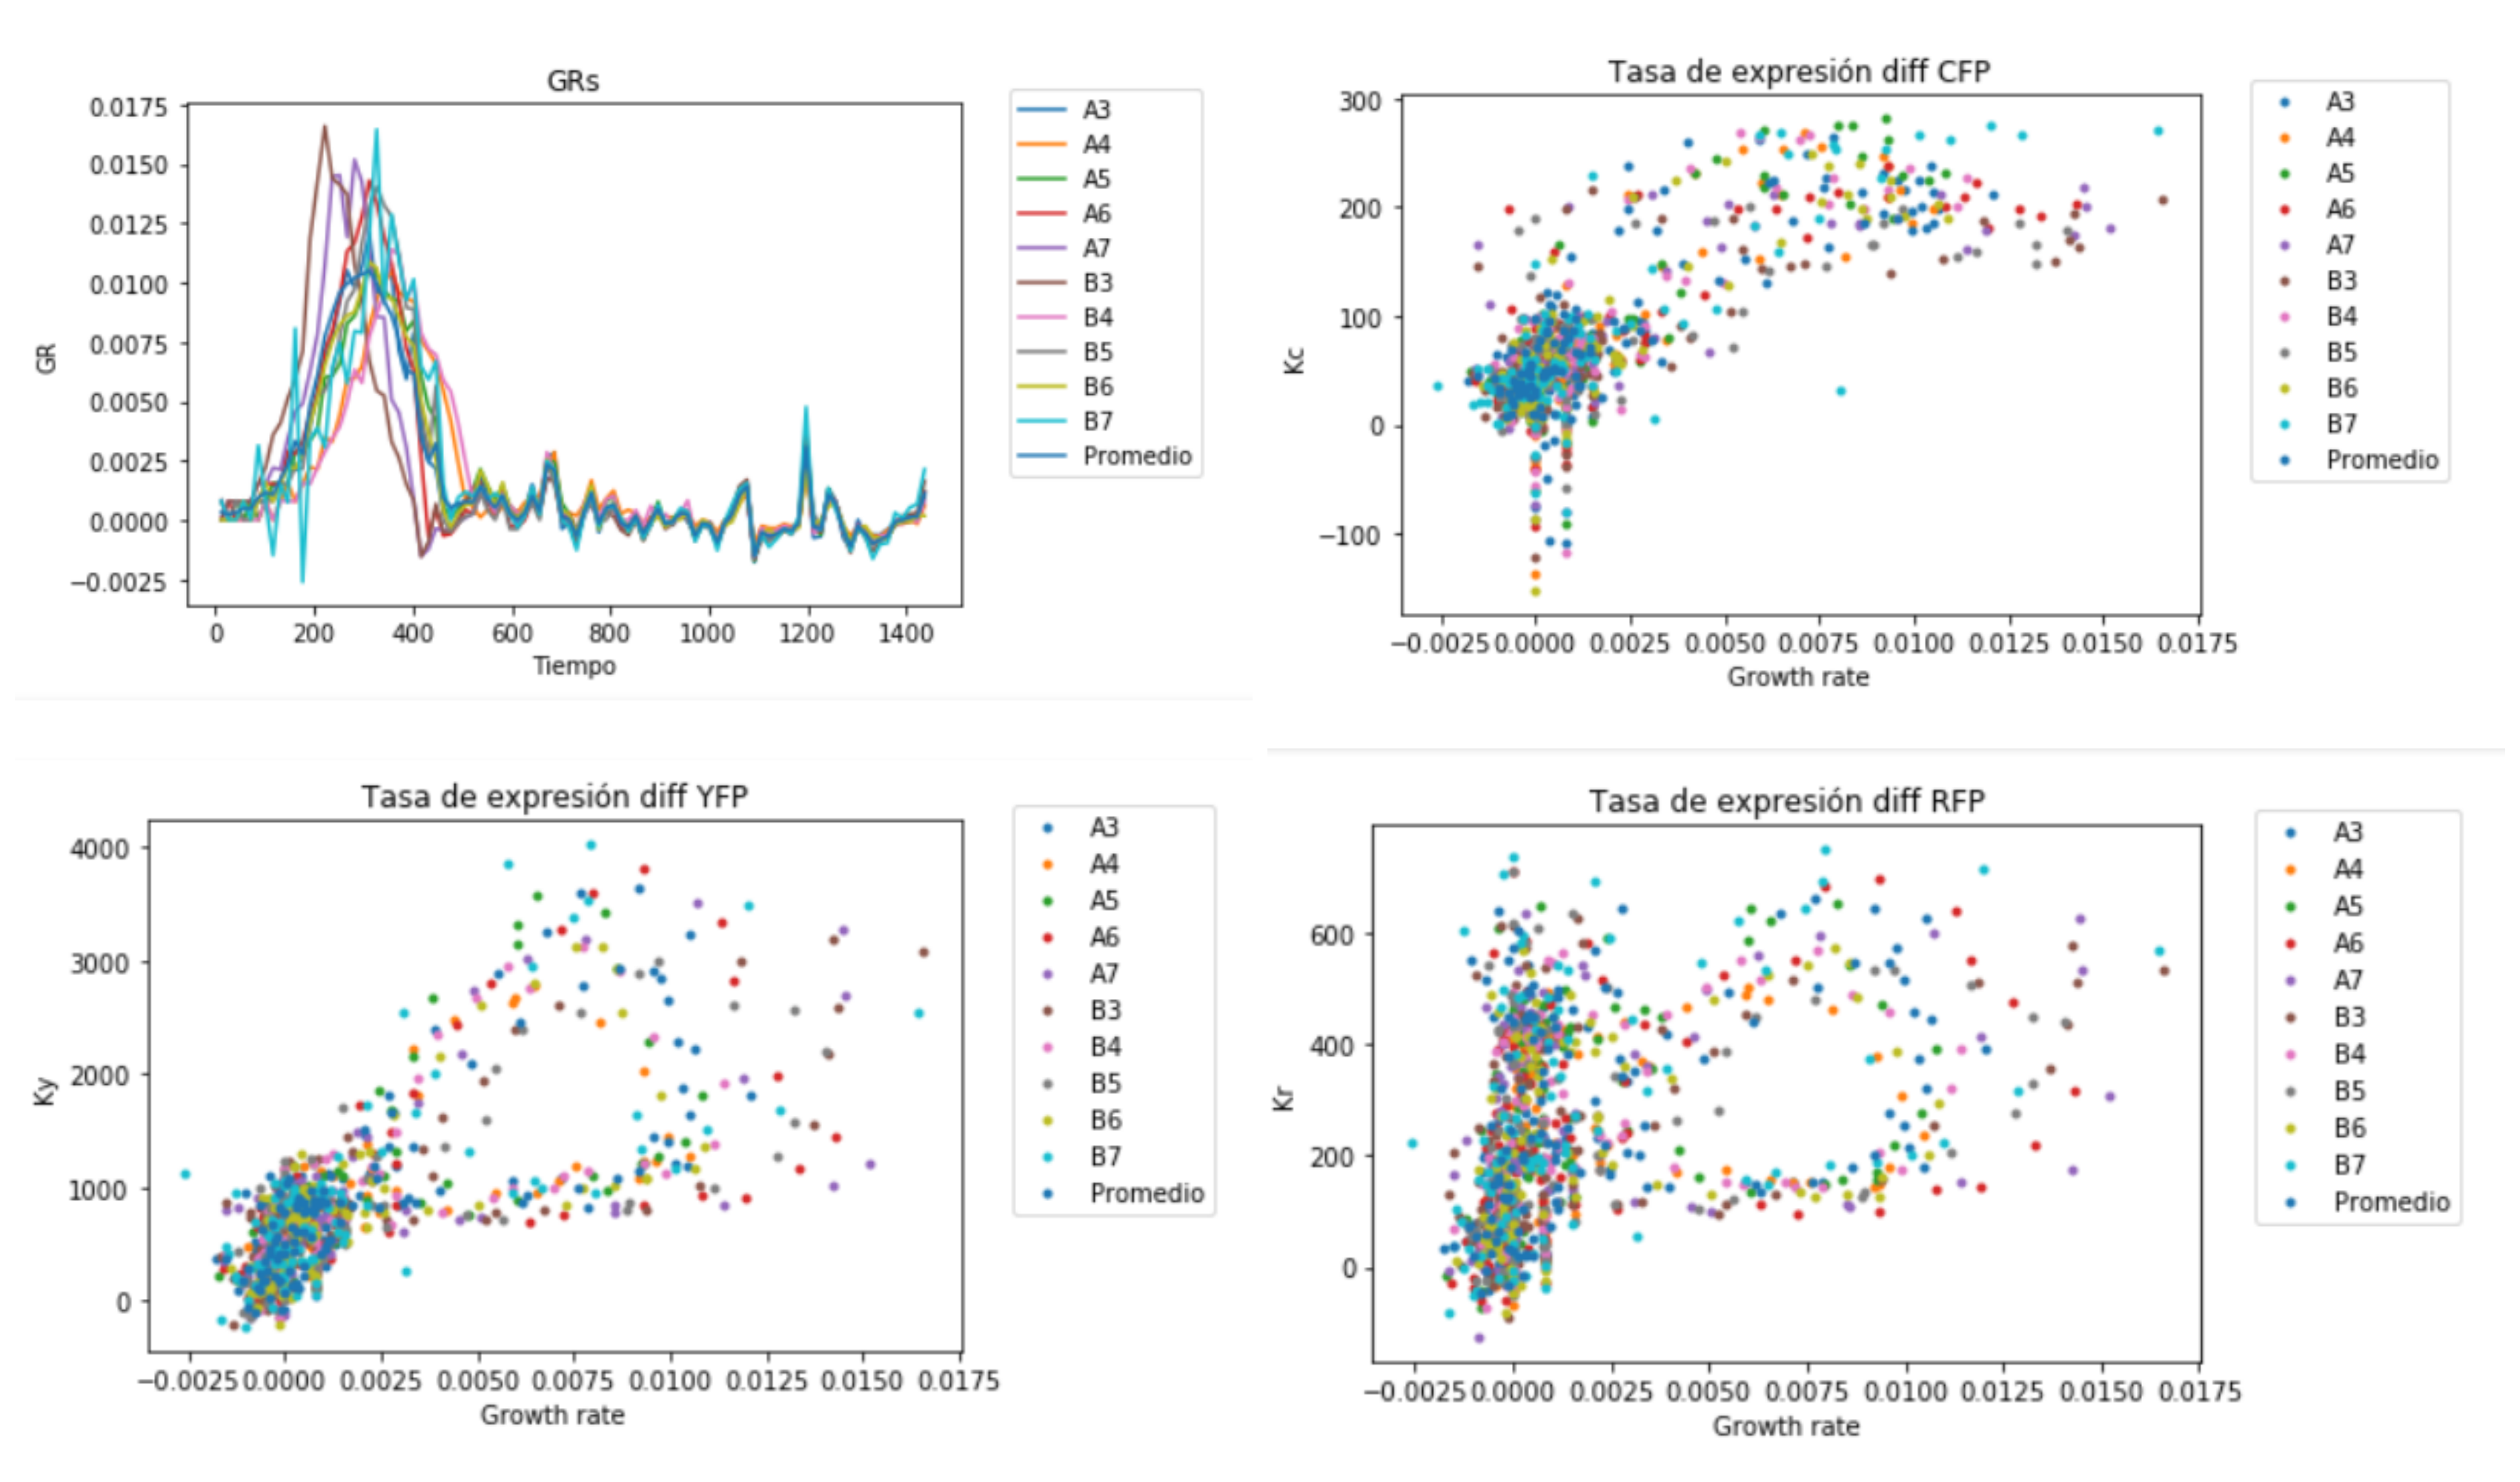 GRs
GR
0.0175
0.0150
0.0125
0.0100
0.0075
0.0050
0.0025
0.0000
−0.0025
0 200 400 600 800 1000 1200 1400
Tiempo
A3
A4
A5
A6
A7
B3
B4
B5
B6
B7
Promedio
Tasa de expresión diff CFP
Kc
300
200
100
0
−100
−0.0025 0.0000 0.0025 0.0050 0.0075 0.0100 0.0125 0.0150 0.0175
Growth rate
A3
A4
A5
A6
A7
B3
B4
B5
B6
B7
Promedio
Tasa de expresión diff YFP
Ky
4000
3000
2000
1000
0
−0.0025 0.0000 0.0025 0.0050 0.0075 0.0100 0.0125 0.0150 0.0175
Growth rate
A3
A4
A5
A6
A7
B3
B4
B5
B6
B7
Promedio
Tasa de expresión diff RFP
Kr
600
400
200
0
−0.0025 0.0000 0.0025 0.0050 0.0075 0.0100 0.0125 0.0150 0.0175
Growth rate
A3
A4
A5
A6
A7
B3
B4
B5
B6
B7
Promedio